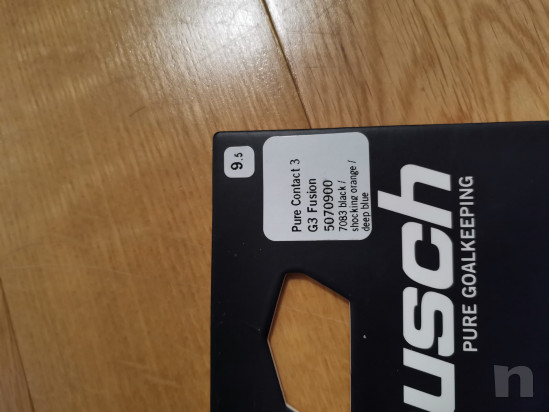 9.5
Pure Contact 3
G3 Fusion
5070900
7083 black /
shocking orange /
deep blue
usch
PURE GOALKEEPING
n